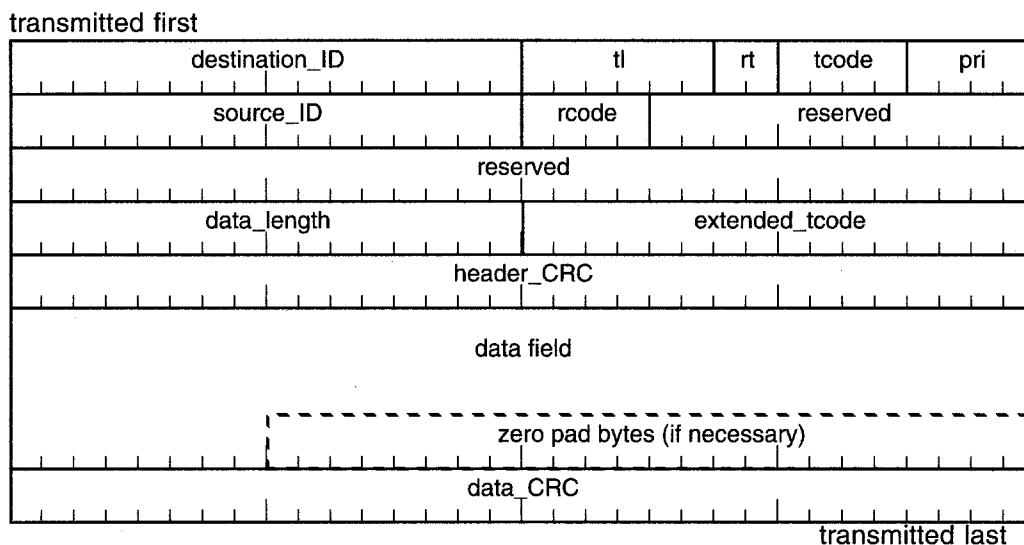 transmitted first
destination_ID tl rt tcode pri
source_ID rcode reserved
reserved
data_length extended_tcode
header_CRC
data field
zero pad bytes (if necessary)
data_CRC
transmitted last